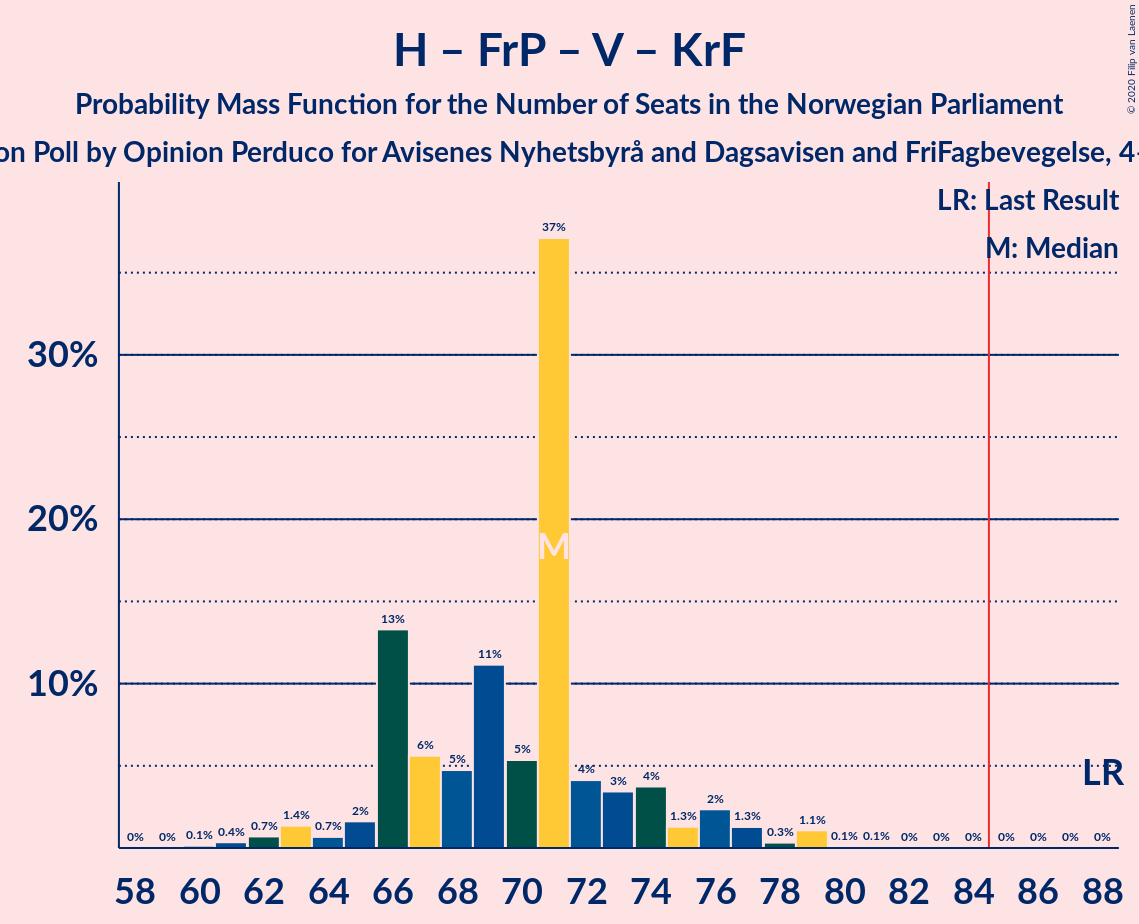 H – FrP – V – KrF
Probability Mass Function for the Number of Seats in the Norwegian Parliament
on Poll by Opinion Perduco for Avisenes Nyhetsbyrå and Dagsavisen and FriFagbevegelse, 4-
© 2020 Filip van Laenen
LR: Last Result
M: Median
30%
20%
10%
0% 0% 0.1% 0.4% 0.7% 1.4% 0.7% 2% 13% 6% 5% 11% 5% 37% 4% 3% 4% 1.3% 2% 1.3% 0.3% 1.1% 0.1% 0.1% 0% 0% 0% 0% 0% 0% 0%
M
LR
58 60 62 64 66 68 70 72 74 76 78 80 82 84 86 88